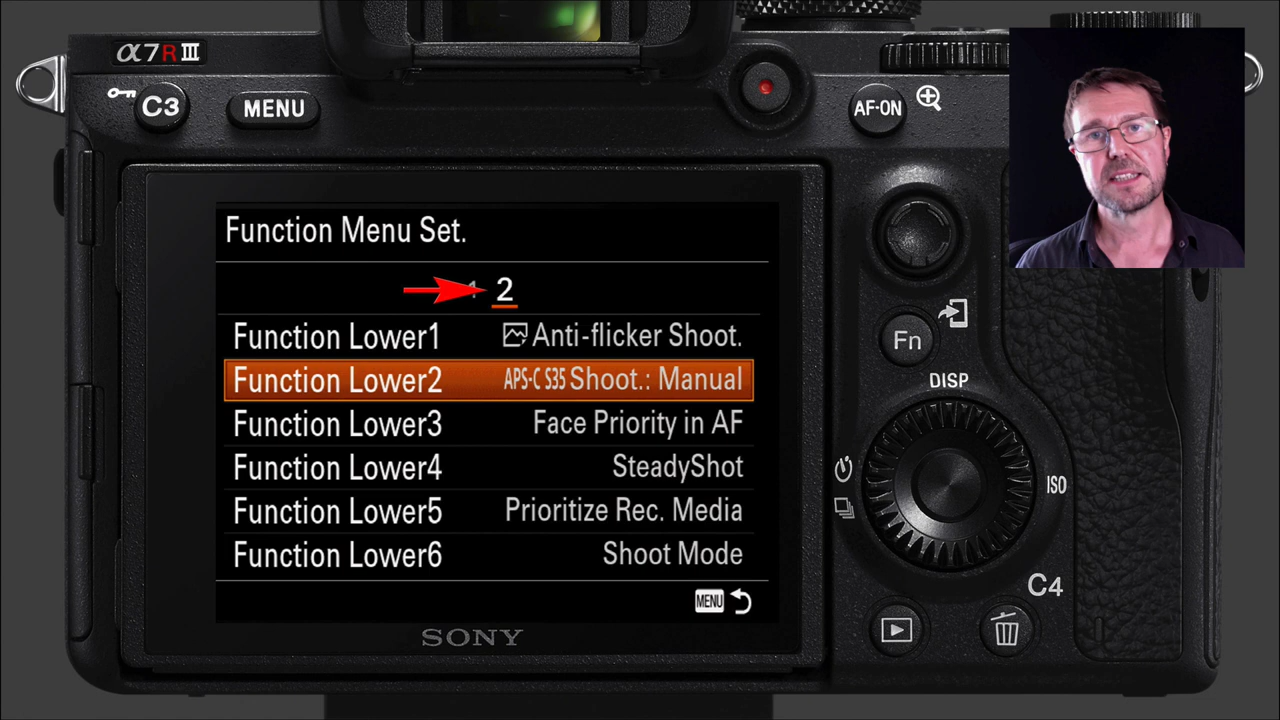 α7RIII
C3
MENU
AF-ON
Function Menu Set.
1 2
Function Lower1 Anti-flicker Shoot.
Function Lower2 APS-C S35 Shoot.: Manual
Function Lower3 Face Priority in AF
Function Lower4 SteadyShot
Function Lower5 Prioritize Rec. Media
Function Lower6 Shoot Mode
MENU
SONY
Fn
DISP
ISO
C4